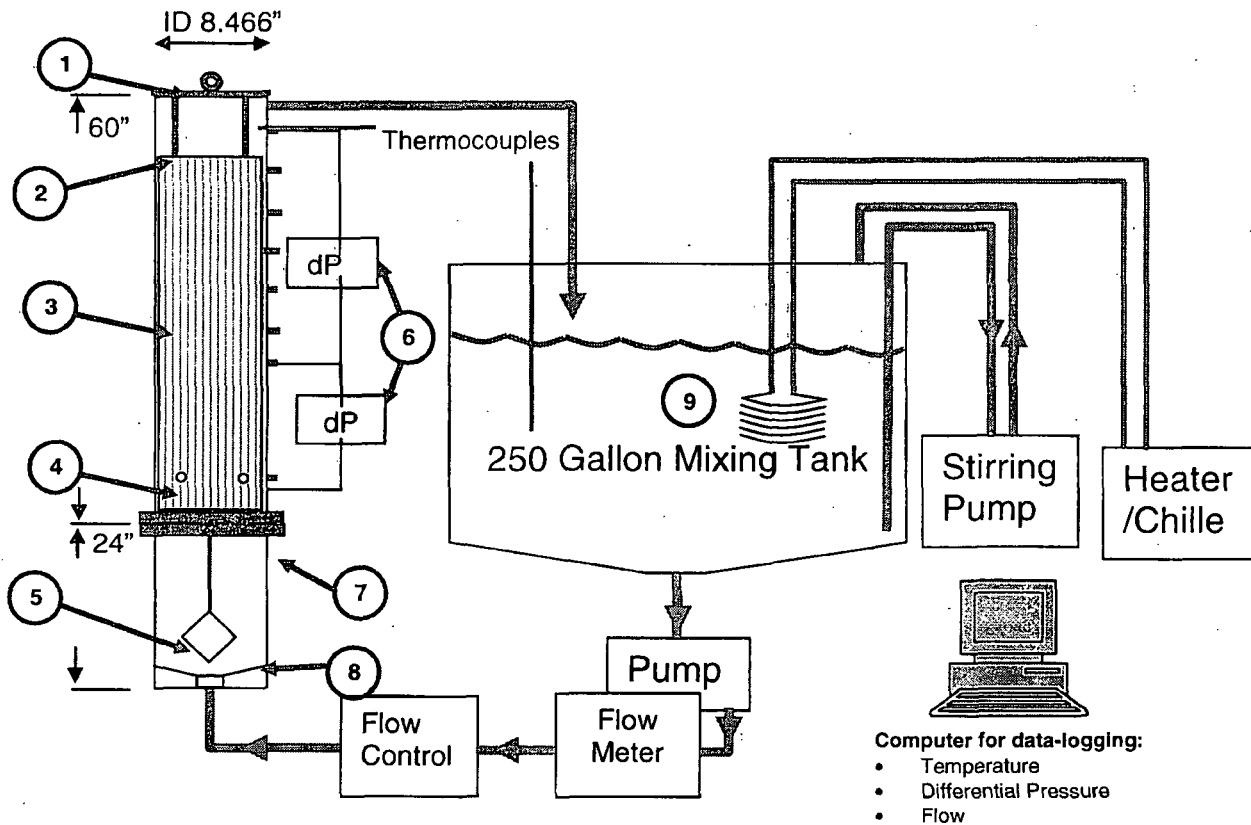 ID 8.466”
1
60”
Thermocouples
2
dP
3
6
dP
9
250 Gallon Mixing Tank
4
Stirring
Pump
Heater
/Chille
24”
7
5
8
Pump
Flow
Control
Flow
Meter
Computer for data-logging:
• Temperature
• Differential Pressure
• Flow